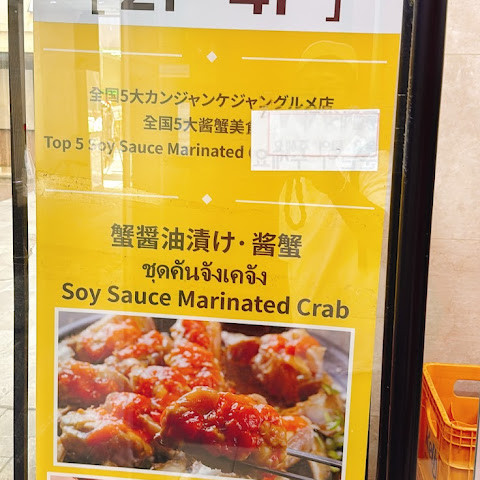 全国5大カンジャンケジャングルメ店
全国5大酱蟹美食
Top 5 Soy Sauce Marinated
蟹醤油漬け·酱蟹
ชุดคันจังเคจัง
Soy Sauce Marinated Crab